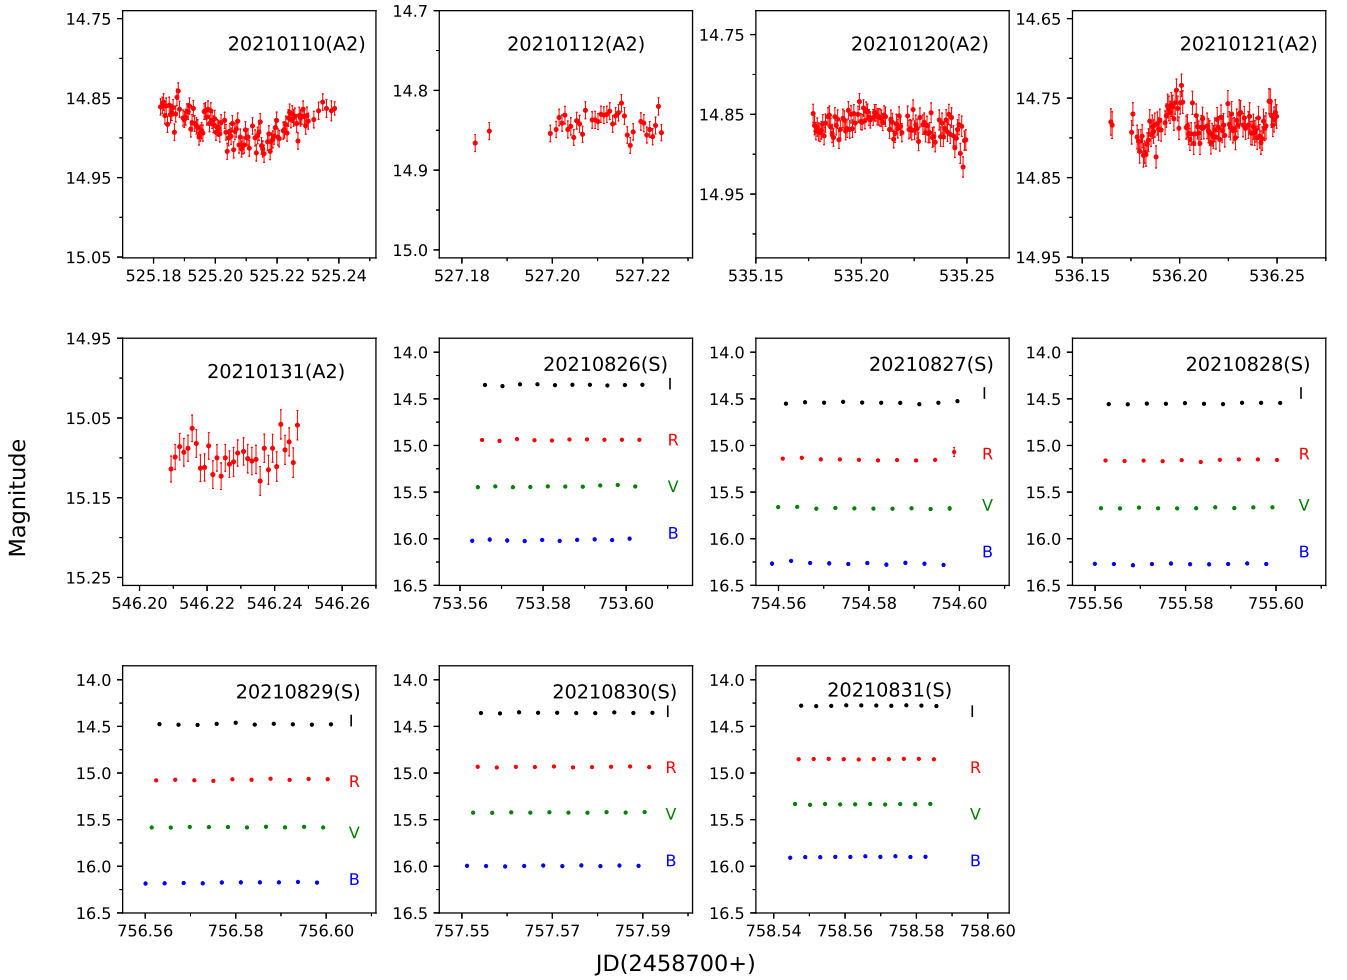 20210110(A2)
14.75
14.85
14.95
15.05
525.18
525.20
525.22
525.24
20210112(A2)
14.7
14.8
14.9
15.0
527.18
527.20
527.22
20210120(A2)
14.75
14.85
14.95
535.15
535.20
535.25
20210121(A2)
14.65
14.75
14.85
14.95
536.15
536.20
536.25
20210131(A2)
14.95
15.05
15.15
15.25
546.20
546.22
546.24
546.26
20210826(S)
14.0
14.5
15.0
15.5
16.0
16.5
I
R
V
B
753.56
753.58
753.60
20210827(S)
14.0
14.5
15.0
15.5
16.0
16.5
I
R
V
B
754.56
754.58
754.60
20210828(S)
14.0
14.5
15.0
15.5
16.0
16.5
I
R
V
B
755.56
755.58
755.60
20210829(S)
14.0
14.5
15.0
15.5
16.0
16.5
I
R
V
B
756.56
756.58
756.60
20210830(S)
14.0
14.5
15.0
15.5
16.0
16.5
I
R
V
B
757.55
757.57
757.59
20210831(S)
14.0
14.5
15.0
15.5
16.0
16.5
I
R
V
B
758.54
758.56
758.58
758.60
Magnitude
JD(2458700+)